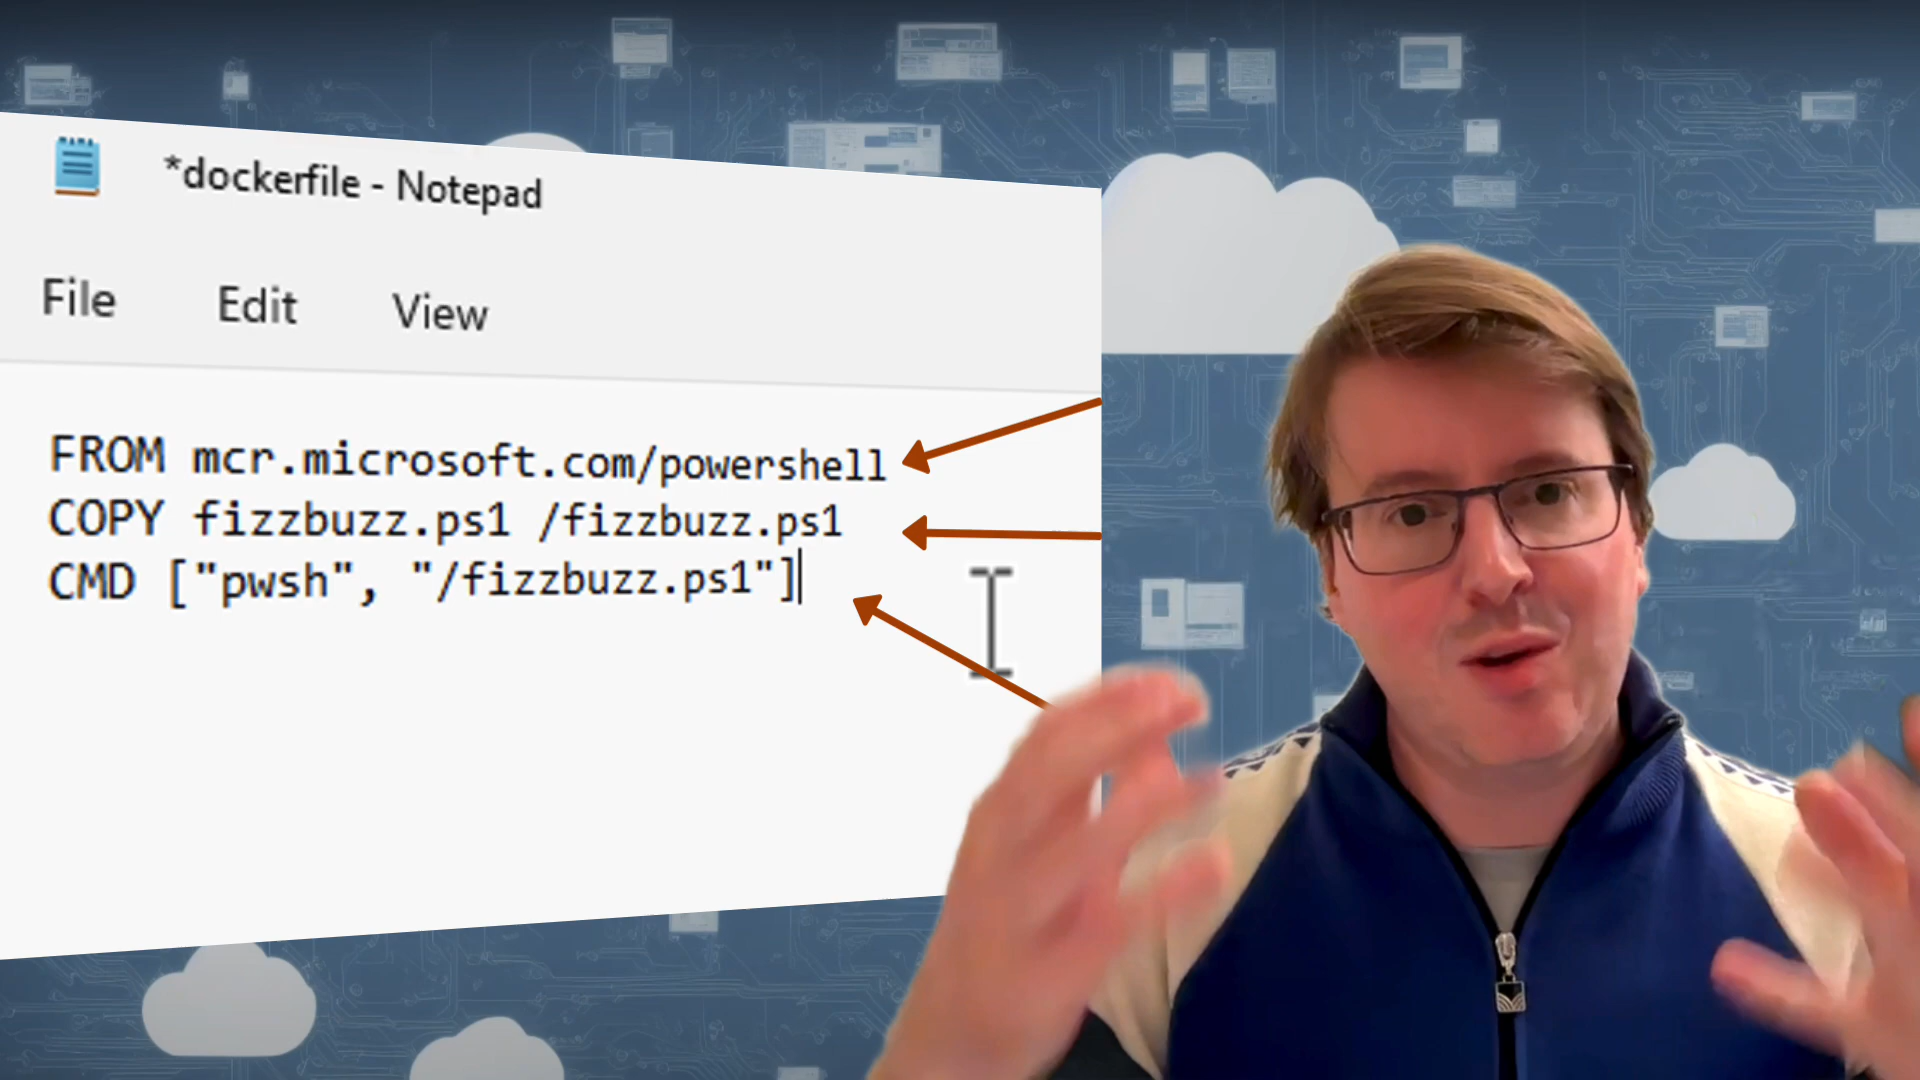 *dockerfile - Notepad
File Edit View
FROM mcr.microsoft.com/powershell
COPY fizzbuzz.ps1 /fizzbuzz.ps1
CMD ["pwsh", "/fizzbuzz.ps1"]